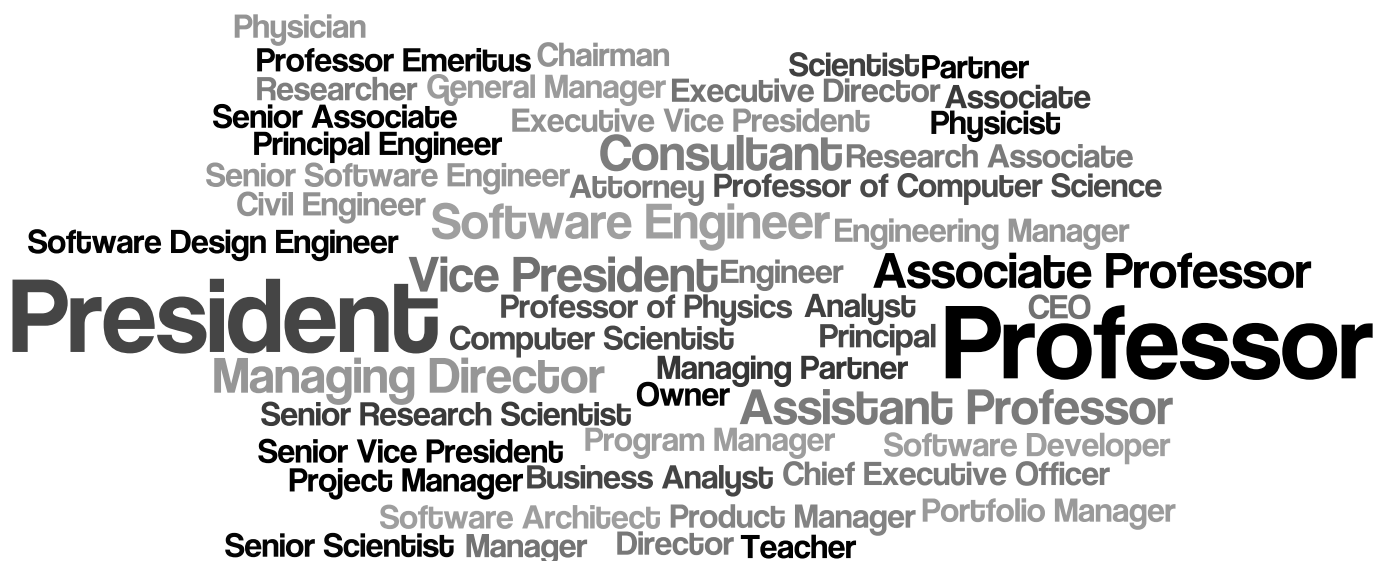 Physician
Professor Emeritus Chairman
Scientist Partner
Researcher General Manager Executive Director Associate
Senior Associate Executive Vice President Physicist
Principal Engineer Consultant Research Associate
Senior Software Engineer Attorney Professor of Computer Science
Civil Engineer Software Engineer Engineering Manager
Software Design Engineer
Vice President Engineer Associate Professor
President Professor of Physics Analyst CEO
Computer Scientist Principal Professor
Managing Director Managing Partner
Owner
Senior Research Scientist Assistant Professor
Senior Vice President Program Manager Software Developer
Project Manager Business Analyst Chief Executive Officer
Software Architect Product Manager Portfolio Manager
Senior Scientist Manager Director Teacher